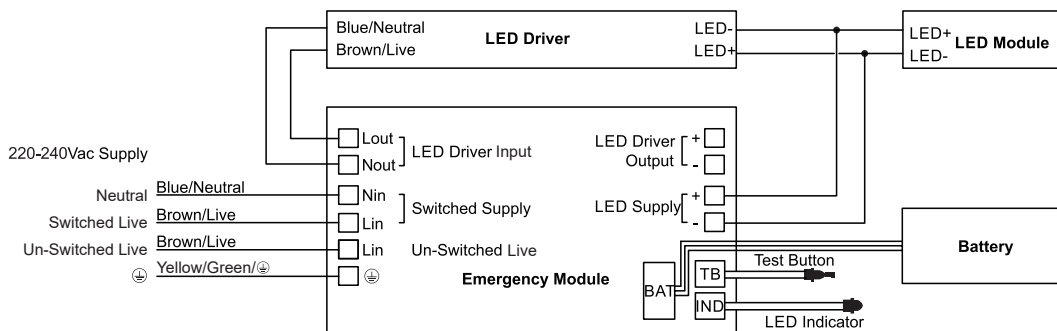 Blue/Neutral
Brown/Live
LED Driver
LED-
LED+
LED+
LED-
LED Module
220-240Vac Supply
Lout
Nout
LED Driver Input
LED Driver
Output
+
-
Neutral
Blue/Neutral
Nin
Switched Live
Brown/Live
Lin
Switched Supply
LED Supply
+
-
Un-Switched Live
Brown/Live
Lin
Un-Switched Live
Yellow/Green/⏚
Emergency Module
BAT
TB
Test Button
IND
LED Indicator
Battery